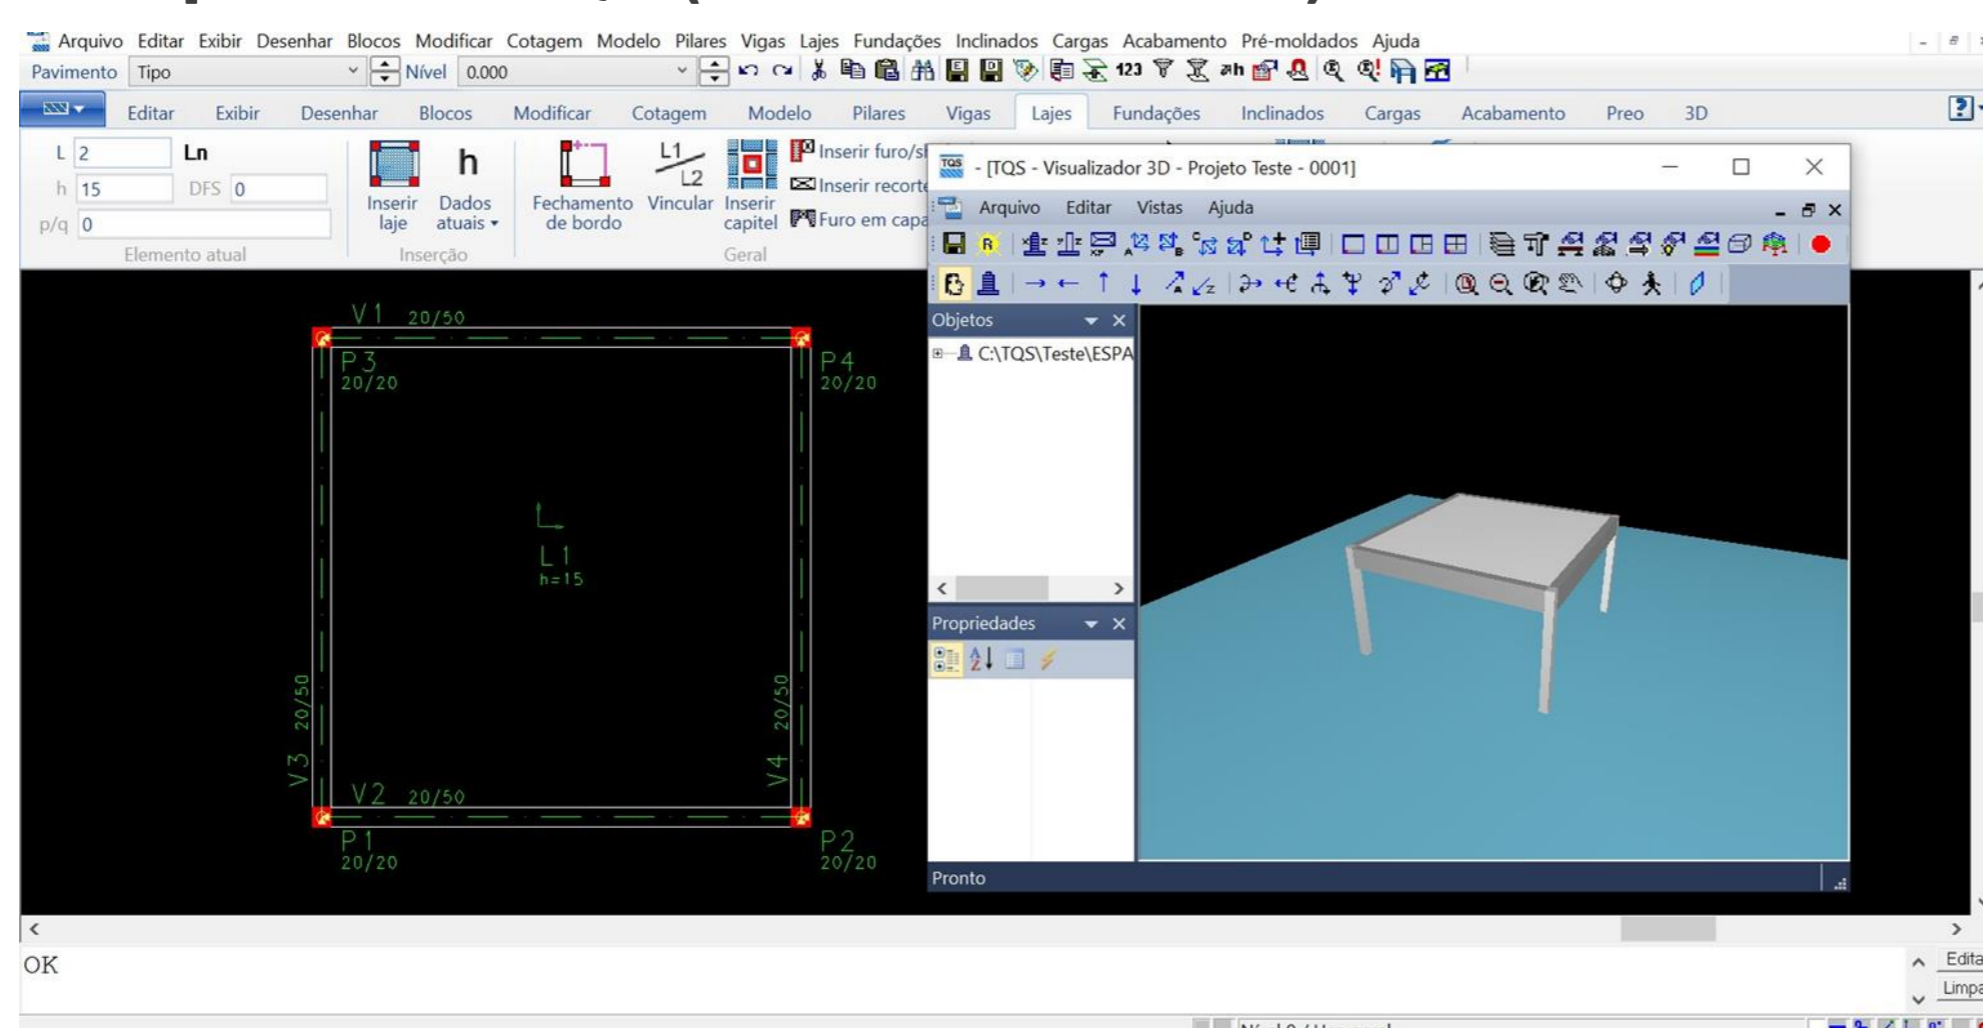 Arquivo Editar Exibir Desenhar Blocos Modificar Cotagem Modelo Pilares Vigas Lajes Fundações Inclinados Cargas Acabamento Pré-moldados Ajuda
Pavimento Tipo Nível 0.000 123
Editar Exibir Desenhar Blocos Modificar Cotagem Modelo Pilares Vigas Lajes Fundações Inclinados Cargas Acabamento Preo 3D
L 2 Ln
h 15 DFS 0
p/q 0
Elemento atual
Inserir laje
h
Dados atuais
Inserção
Fechamento de bordo
L1
L2
Vincular
Inserir capitel
Inserir furo/s
Inserir recorte
Furo em capa
Geral
TQS - [TQS - Visualizador 3D - Projeto Teste - 0001]
Arquivo Editar Vistas Ajuda
Objetos
C:\TQS\Teste\ESPA
Propriedades
Pronto
V1 20/50
P3
20/20
P4
20/20
L1
h=15
V3 20/50
V4 20/50
V2 20/50
P1
20/20
P2
20/20
OK
Edita
Limpa